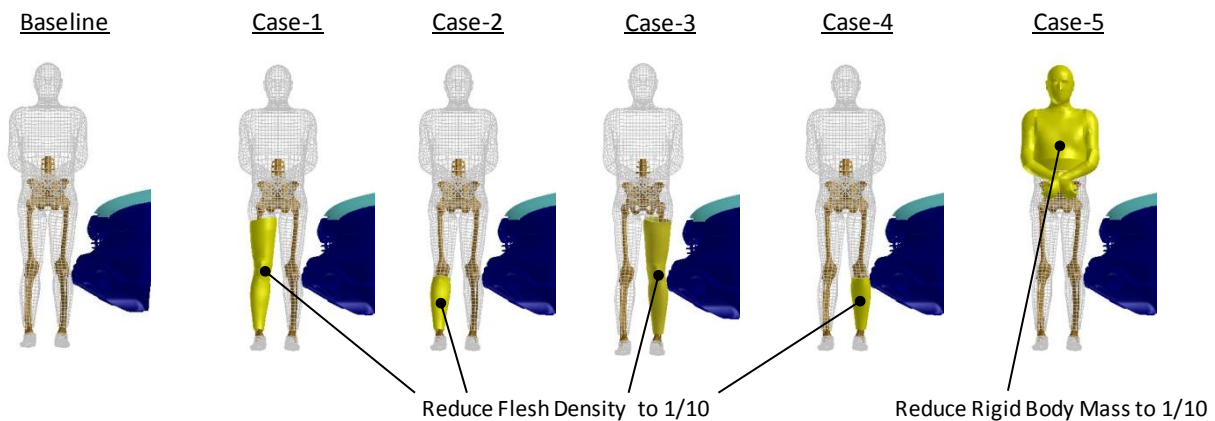 Baseline
Case-1
Case-2
Case-3
Case-4
Case-5
Reduce Flesh Density to 1/10
Reduce Rigid Body Mass to 1/10